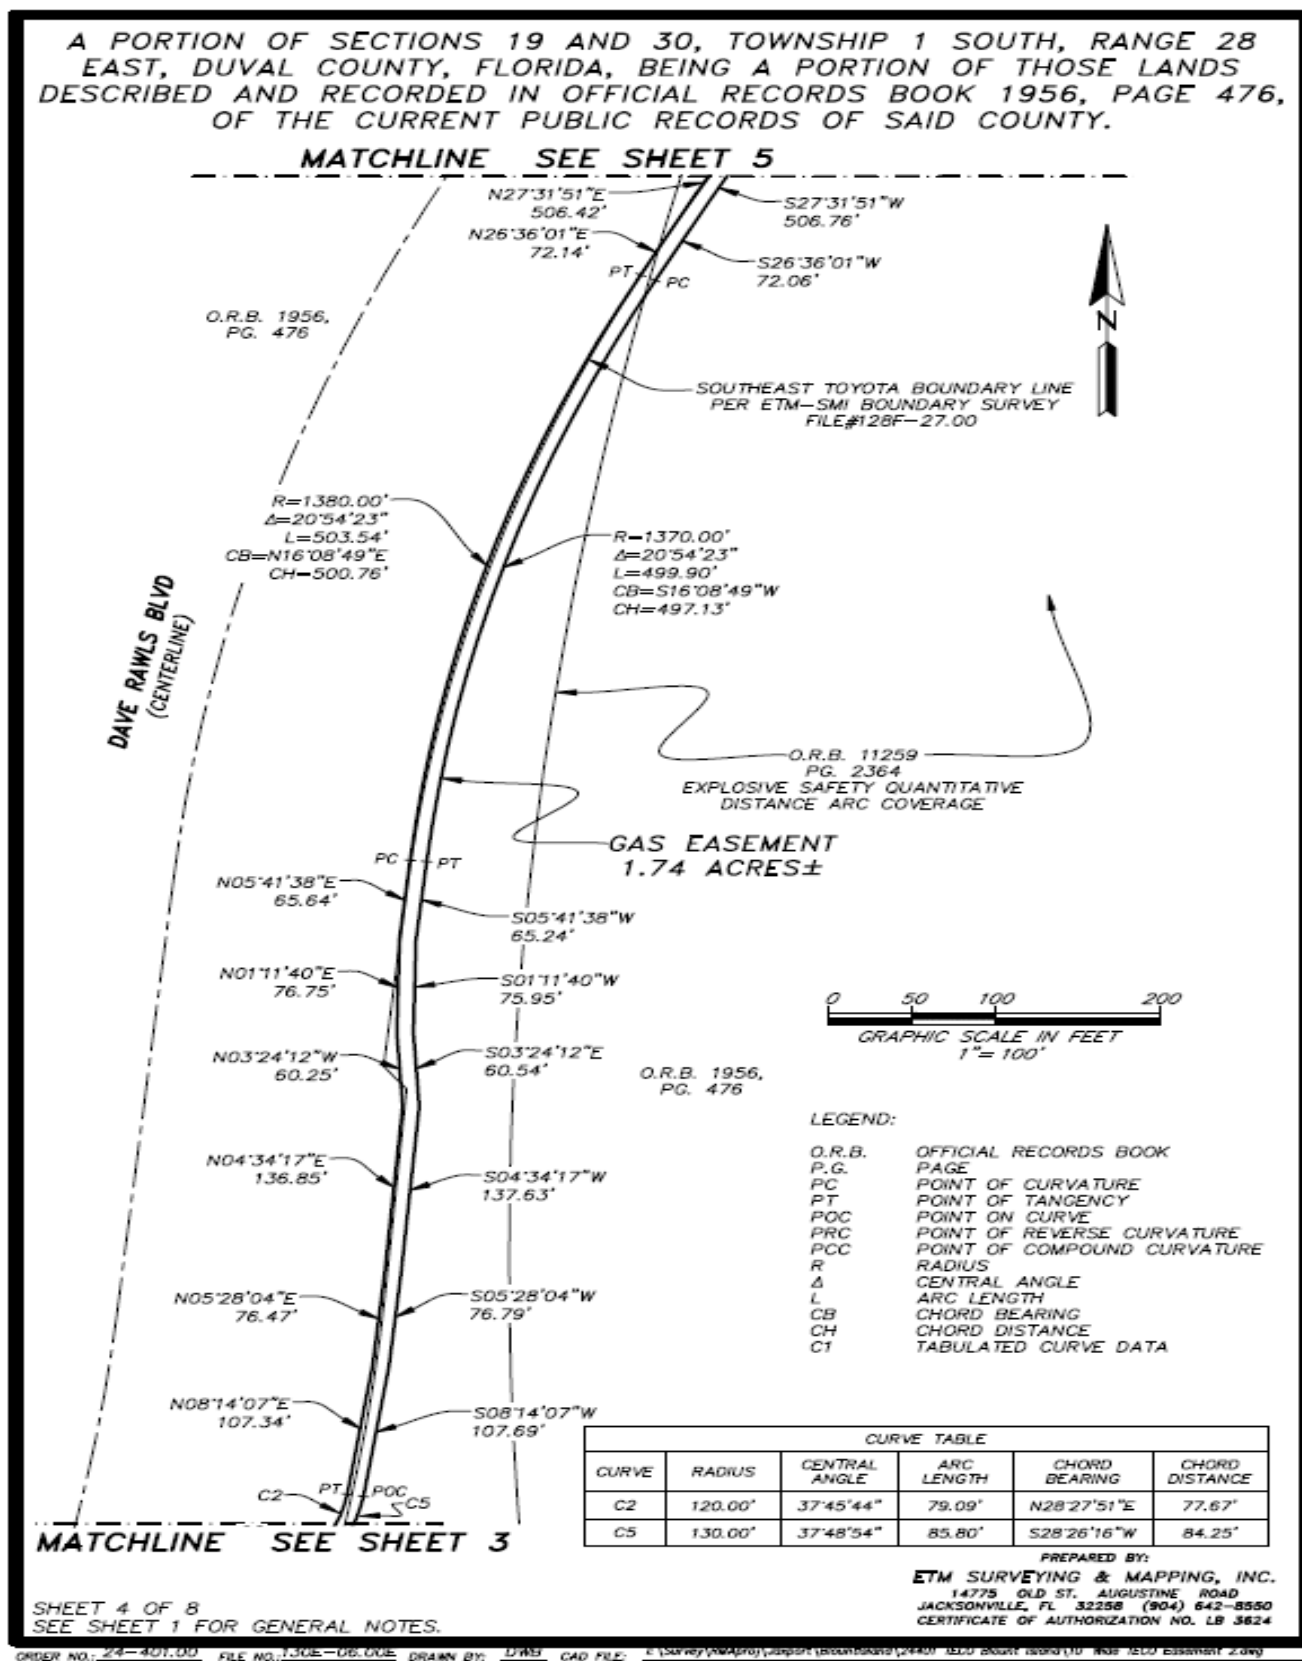 A PORTION OF SECTIONS 19 AND 30, TOWNSHIP 1 SOUTH, RANGE 28
EAST, DUVAL COUNTY, FLORIDA, BEING A PORTION OF THOSE LANDS
DESCRIBED AND RECORDED IN OFFICIAL RECORDS BOOK 1956, PAGE 476,
OF THE CURRENT PUBLIC RECORDS OF SAID COUNTY.
MATCHLINE SEE SHEET 5
N27°31'51"E
506.42'
S27°31'51"W
506.76'
N26°36'01"E
72.14'
S26°36'01"W
72.06'
PT
PC
O.R.B. 1956,
PG. 476
N
SOUTHEAST TOYOTA BOUNDARY LINE
PER ETM-SMI BOUNDARY SURVEY
FILE#128F-27.00
R=1380.00'
Δ=20°54'23"
L=503.54'
CB=N16°08'49"E
CH=500.76'
R=1370.00'
Δ=20°54'23"
L=499.90'
CB=S16°08'49"W
CH=497.13'
DAVE RAWLS BLVD
(CENTERLINE)
O.R.B. 11259
PG. 2364
EXPLOSIVE SAFETY QUANTITATIVE
DISTANCE ARC COVERAGE
GAS EASEMENT
1.74 ACRES±
PC
PT
N05°41'38"E
65.64'
S05°41'38"W
65.24'
N01°11'40"E
76.75'
S01°11'40"W
75.95'
0 50 100 200
GRAPHIC SCALE IN FEET
1"= 100'
N03°24'12"W
60.25'
S03°24'12"E
60.54'
O.R.B. 1956,
PG. 476
LEGEND:
O.R.B. OFFICIAL RECORDS BOOK
P.G. PAGE
PC POINT OF CURVATURE
PT POINT OF TANGENCY
POC POINT ON CURVE
PRC POINT OF REVERSE CURVATURE
PCC POINT OF COMPOUND CURVATURE
R RADIUS
Δ CENTRAL ANGLE
L ARC LENGTH
CB CHORD BEARING
CH CHORD DISTANCE
C1 TABULATED CURVE DATA
N04°34'17"E
136.85'
S04°34'17"W
137.63'
N05°28'04"E
76.47'
S05°28'04"W
76.79'
N08°14'07"E
107.34'
S08°14'07"W
107.69'
C2
PT
POC
C5
CURVE TABLE
CURVE RADIUS CENTRAL ANGLE ARC LENGTH CHORD BEARING CHORD DISTANCE
C2 120.00' 37°45'44" 79.09' N28°27'51"E 77.67'
C5 130.00' 37°48'54" 85.80' S28°26'16"W 84.25'
MATCHLINE SEE SHEET 3
PREPARED BY:
ETM SURVEYING & MAPPING, INC.
14775 OLD ST. AUGUSTINE ROAD
JACKSONVILLE, FL 32258 (904) 642-8550
CERTIFICATE OF AUTHORIZATION NO. LB 3624
SHEET 4 OF 8
SEE SHEET 1 FOR GENERAL NOTES.
ORDER NO.: 24-401.00 FILE NO.: 130E-06.00E DRAWN BY: DWB CAD FILE: